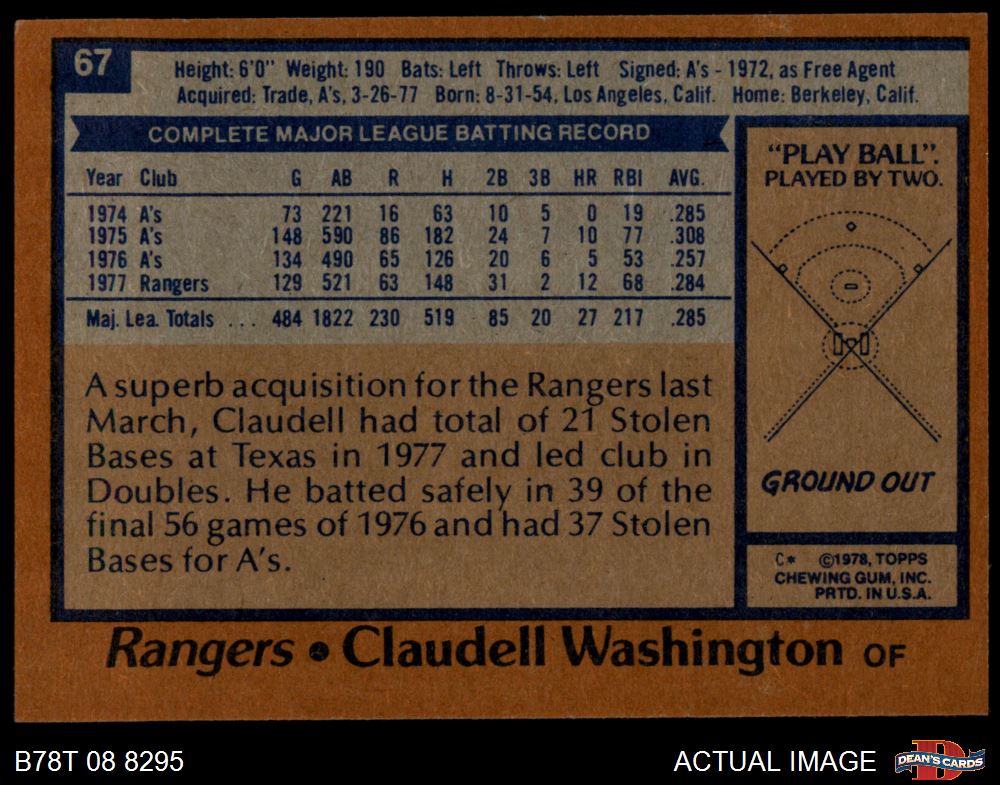 67
Height: 6'0" Weight: 190 Bats: Left Throws: Left Signed: A's - 1972, as Free Agent
Acquired: Trade, A's, 3-26-77 Born: 8-31-54, Los Angeles, Calif. Home: Berkeley, Calif.
COMPLETE MAJOR LEAGUE BATTING RECORD
Year Club G AB R H 2B 3B HR RBI AVG.
1974 A's 73 221 16 63 10 5 0 19 .285
1975 A's 148 590 86 182 24 7 10 77 .308
1976 A's 134 490 65 126 20 6 5 53 .257
1977 Rangers 129 521 63 148 31 2 12 68 .284
Maj. Lea. Totals ... 484 1822 230 519 85 20 27 217 .285
A superb acquisition for the Rangers last
March, Claudell had total of 21 Stolen
Bases at Texas in 1977 and led club in
Doubles. He batted safely in 39 of the
final 56 games of 1976 and had 37 Stolen
Bases for A's.
"PLAY BALL".
PLAYED BY TWO.
GROUND OUT
C* ©1978, TOPPS
CHEWING GUM, INC.
PRTD. IN U.S.A.
Rangers • Claudell Washington OF
B78T 08 8295
ACTUAL IMAGE
D
DEAN'S CARDS